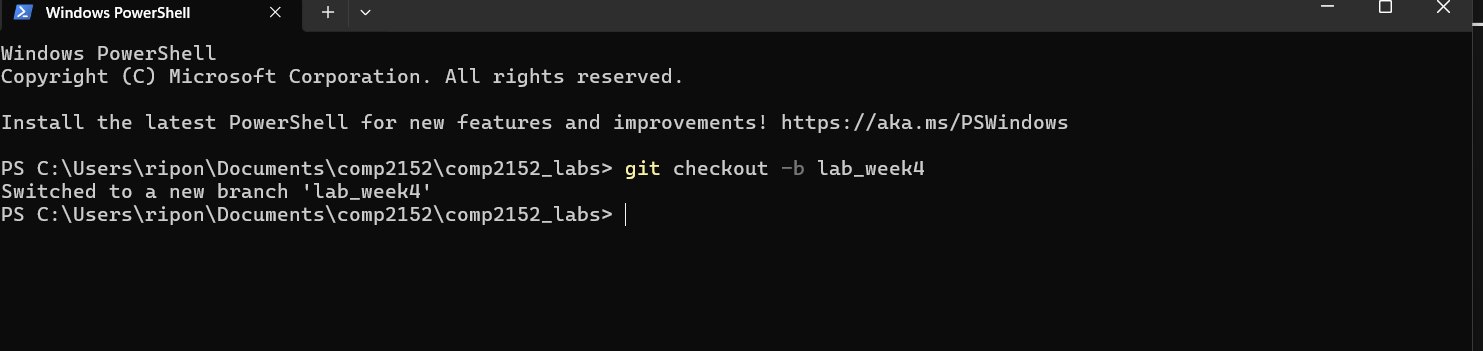 Windows PowerShell
Windows PowerShell
Copyright (C) Microsoft Corporation. All rights reserved.
Install the latest PowerShell for new features and improvements! https://aka.ms/PSWindows
PS C:\Users\ripon\Documents\comp2152\comp2152_labs> git checkout -b lab_week4
Switched to a new branch 'lab_week4'
PS C:\Users\ripon\Documents\comp2152\comp2152_labs>